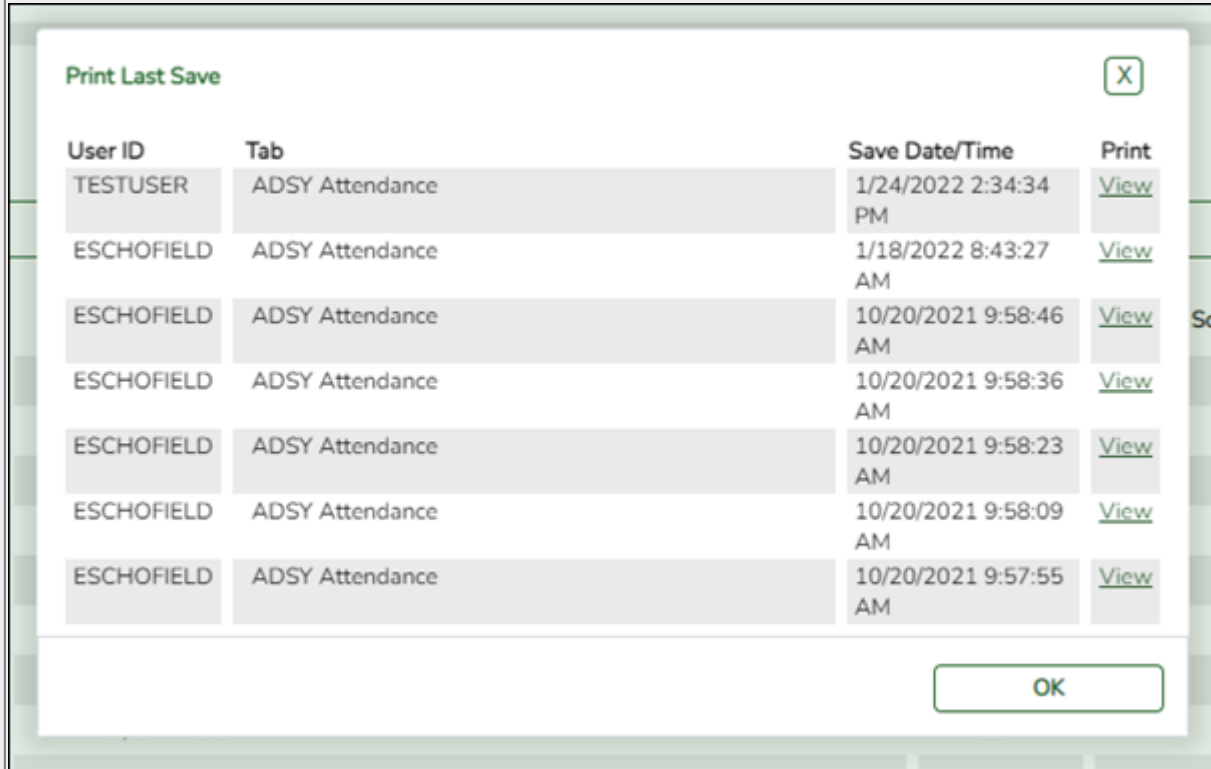 Print Last Save X
User ID Tab Save Date/Time Print
TESTUSER ADSY Attendance 1/24/2022 2:34:34 View
PM
ESCHOFIELD ADSY Attendance 1/18/2022 8:43:27 View
AM
ESCHOFIELD ADSY Attendance 10/20/2021 9:58:46 View
AM
ESCHOFIELD ADSY Attendance 10/20/2021 9:58:36 View
AM
ESCHOFIELD ADSY Attendance 10/20/2021 9:58:23 View
AM
ESCHOFIELD ADSY Attendance 10/20/2021 9:58:09 View
AM
ESCHOFIELD ADSY Attendance 10/20/2021 9:57:55 View
AM
OK